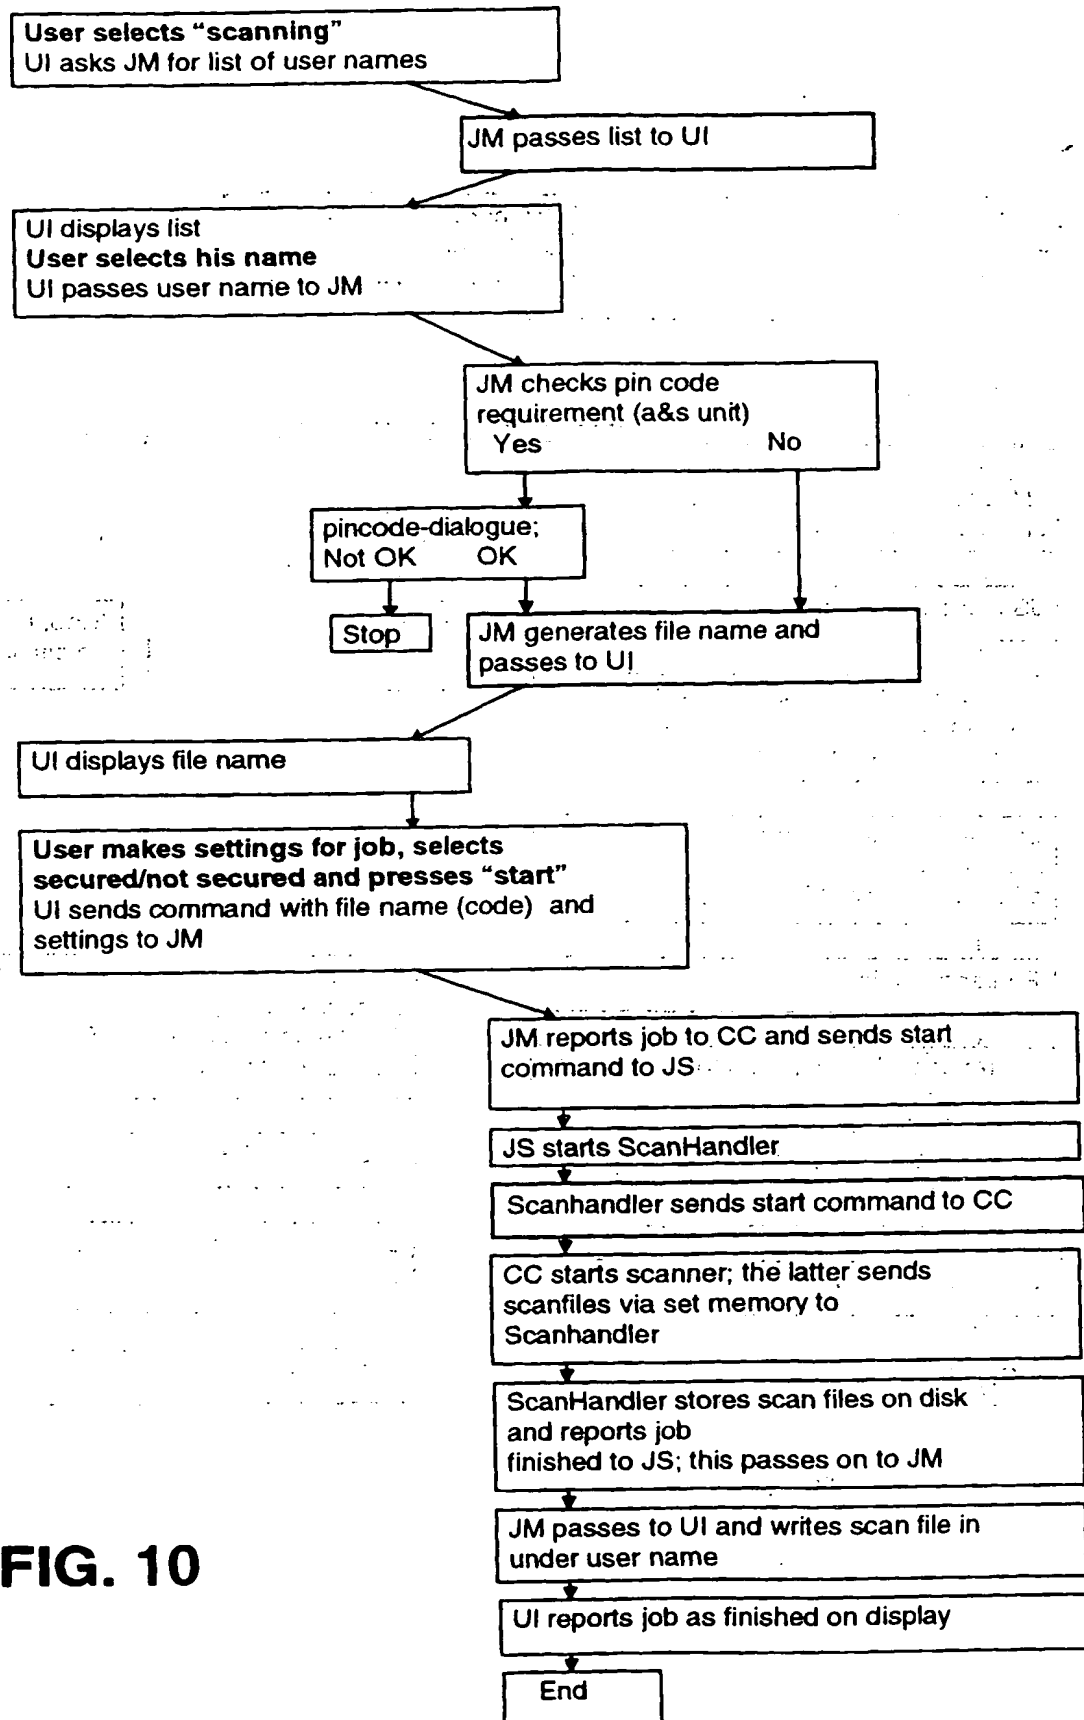 User selects “scanning”
UI asks JM for list of user names
JM passes list to UI
UI displays list
User selects his name
UI passes user name to JM
JM checks pin code
requirement (a&s unit)
Yes No
pincode-dialogue;
Not OK OK
Stop
JM generates file name and
passes to UI
UI displays file name
User makes settings for job, selects
secured/not secured and presses “start”
UI sends command with file name (code) and
settings to JM
JM reports job to CC and sends start
command to JS
JS starts ScanHandler
Scanhandler sends start command to CC
CC starts scanner; the latter sends
scanfiles via set memory to
Scanhandler
ScanHandler stores scan files on disk
and reports job
finished to JS; this passes on to JM
JM passes to UI and writes scan file in
under user name
UI reports job as finished on display
End
FIG. 10